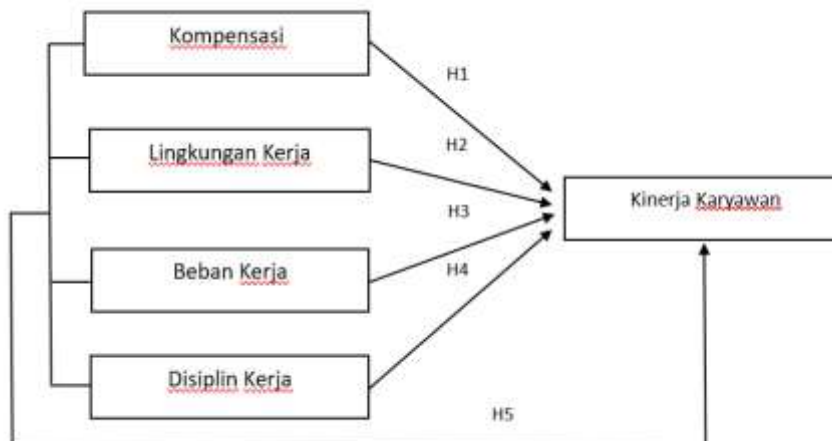 Kompensasi
H1
Lingkungan Kerja
H2
Kinerja Karyawan
H3
Beban Kerja
H4
Disiplin Kerja
H5